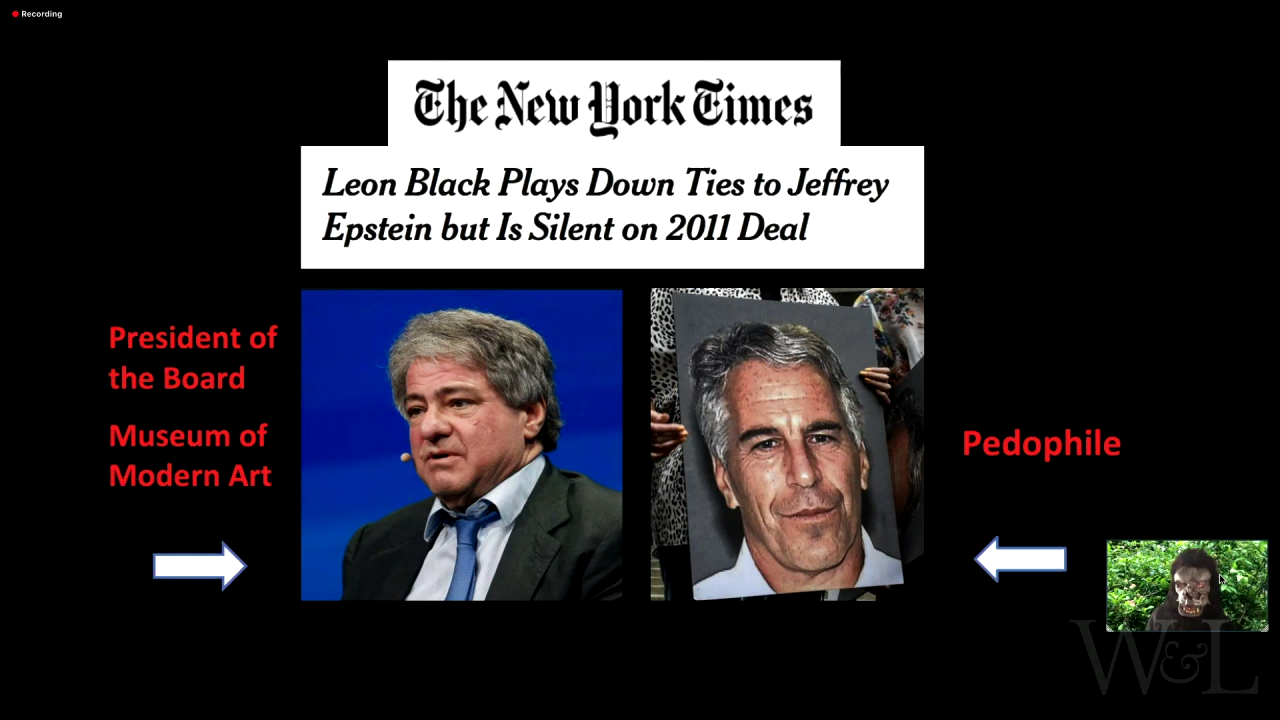 Recording
The New York Times
Leon Black Plays Down Ties to Jeffrey
Epstein but Is Silent on 2011 Deal
President of
the Board
Museum of
Modern Art
Pedophile
W&L